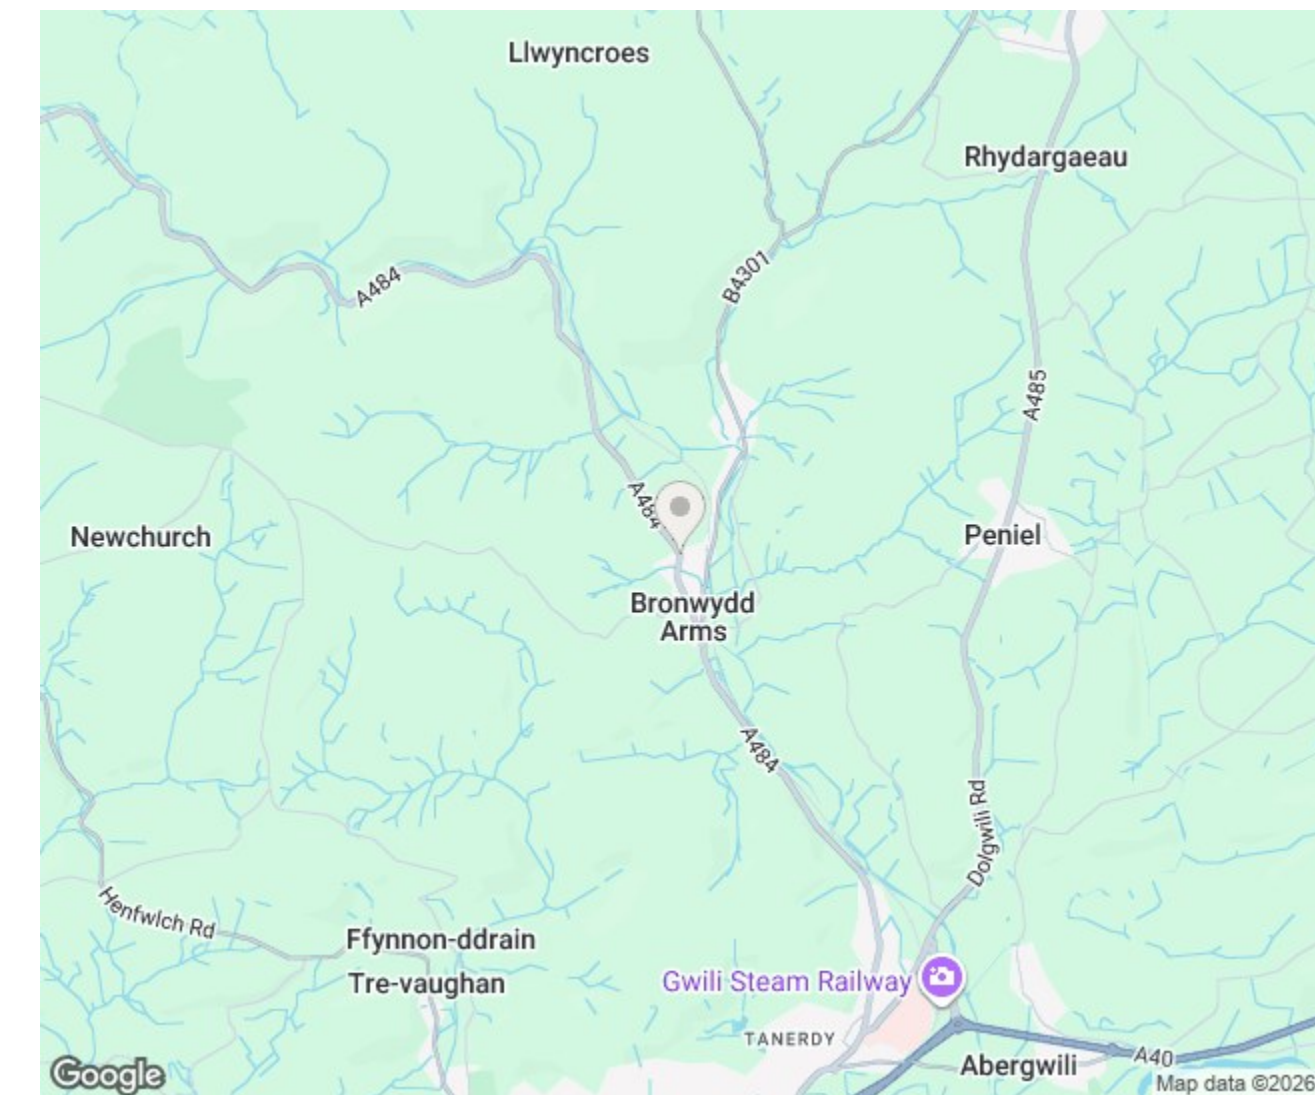 Llwyncroes
Rhydargaeau
B4301
A484
A485
A484
Newchurch
Peniel
Bronwydd
Arms
A484
Dolgwili Rd
Henfwlch Rd
Ffynnon-ddrain
Tre-vaughan
Gwili Steam Railway
TANERDY
Abergwili
A40
Google
Map data ©2026